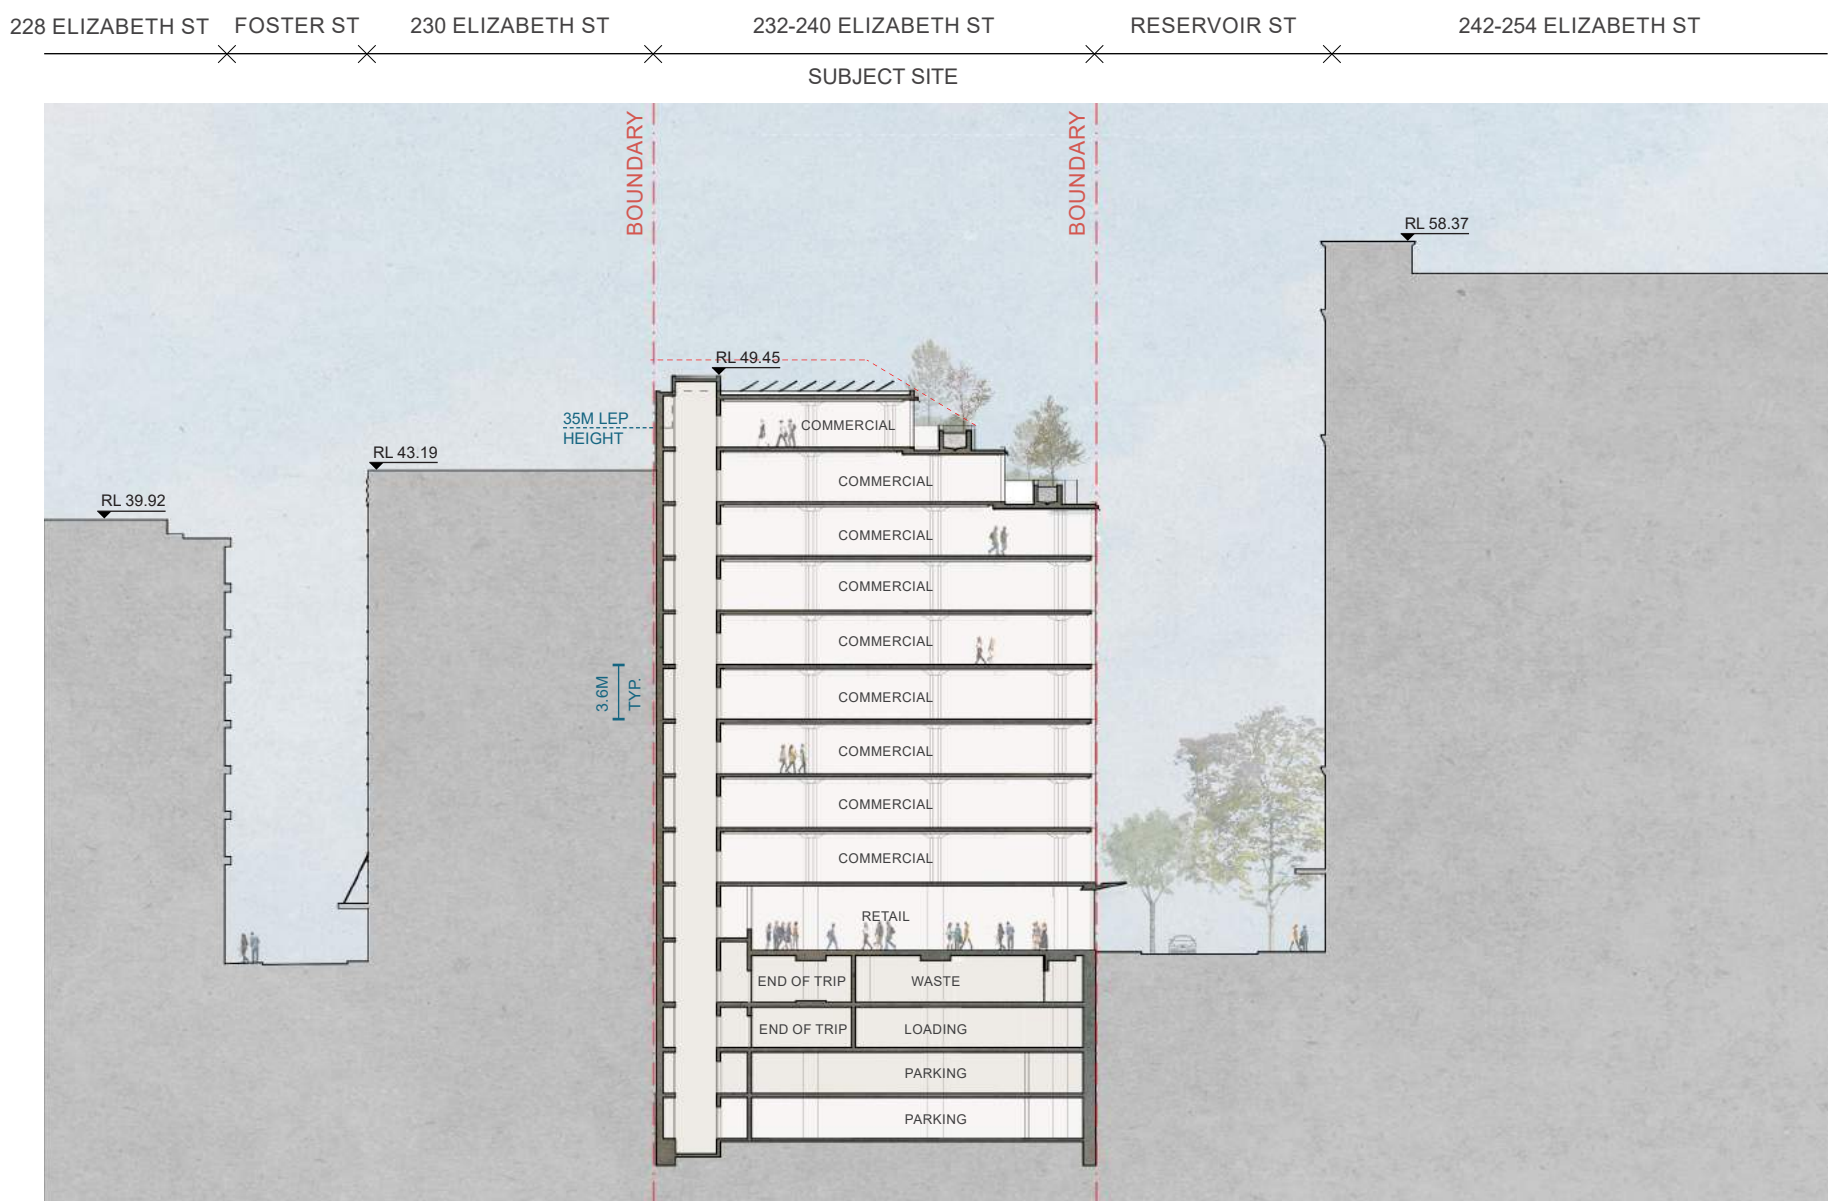 228 ELIZABETH ST
FOSTER ST
230 ELIZABETH ST
232-240 ELIZABETH ST
RESERVOIR ST
242-254 ELIZABETH ST
SUBJECT SITE
BOUNDARY
BOUNDARY
RL 58.37
RL 49.45
35M LEP
HEIGHT
COMMERCIAL
RL 43.19
COMMERCIAL
RL 39.92
COMMERCIAL
COMMERCIAL
COMMERCIAL
3.6M
TYP.
COMMERCIAL
COMMERCIAL
COMMERCIAL
COMMERCIAL
RETAIL
END OF TRIP
WASTE
END OF TRIP
LOADING
PARKING
PARKING